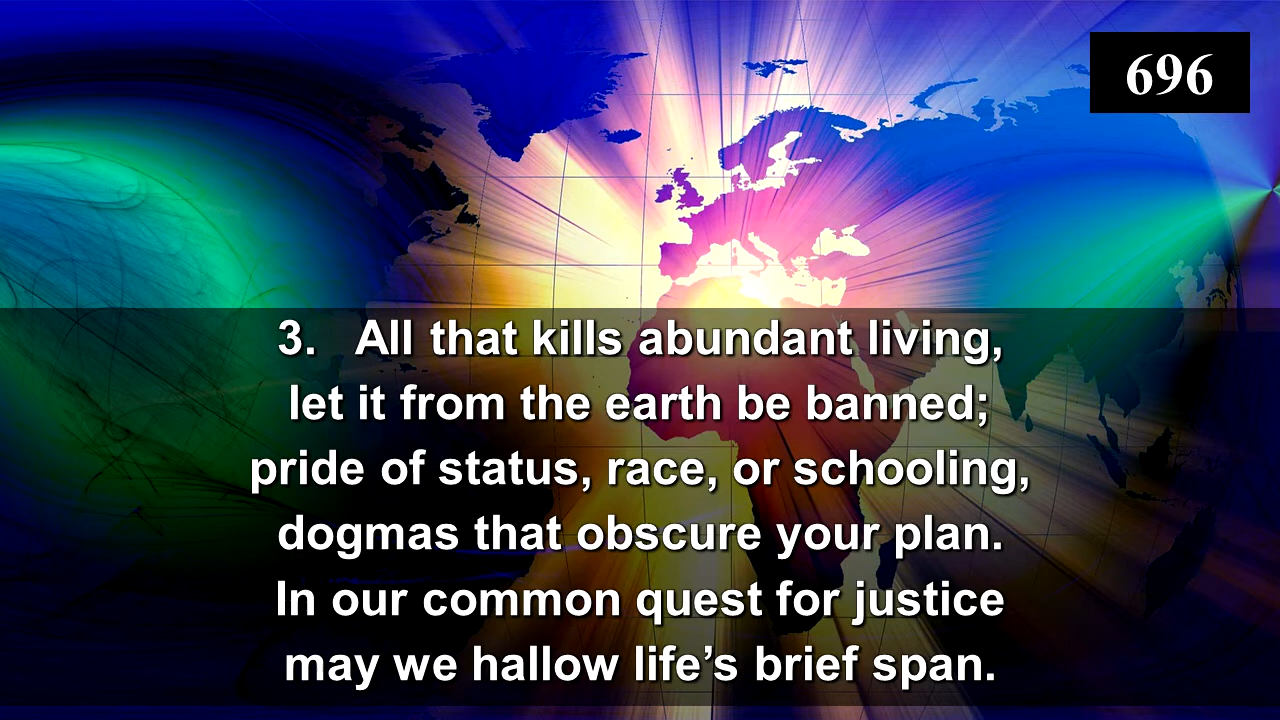 696
3. All that kills abundant living,
let it from the earth be banned;
pride of status, race, or schooling,
dogmas that obscure your plan.
In our common quest for justice
may we hallow life’s brief span.